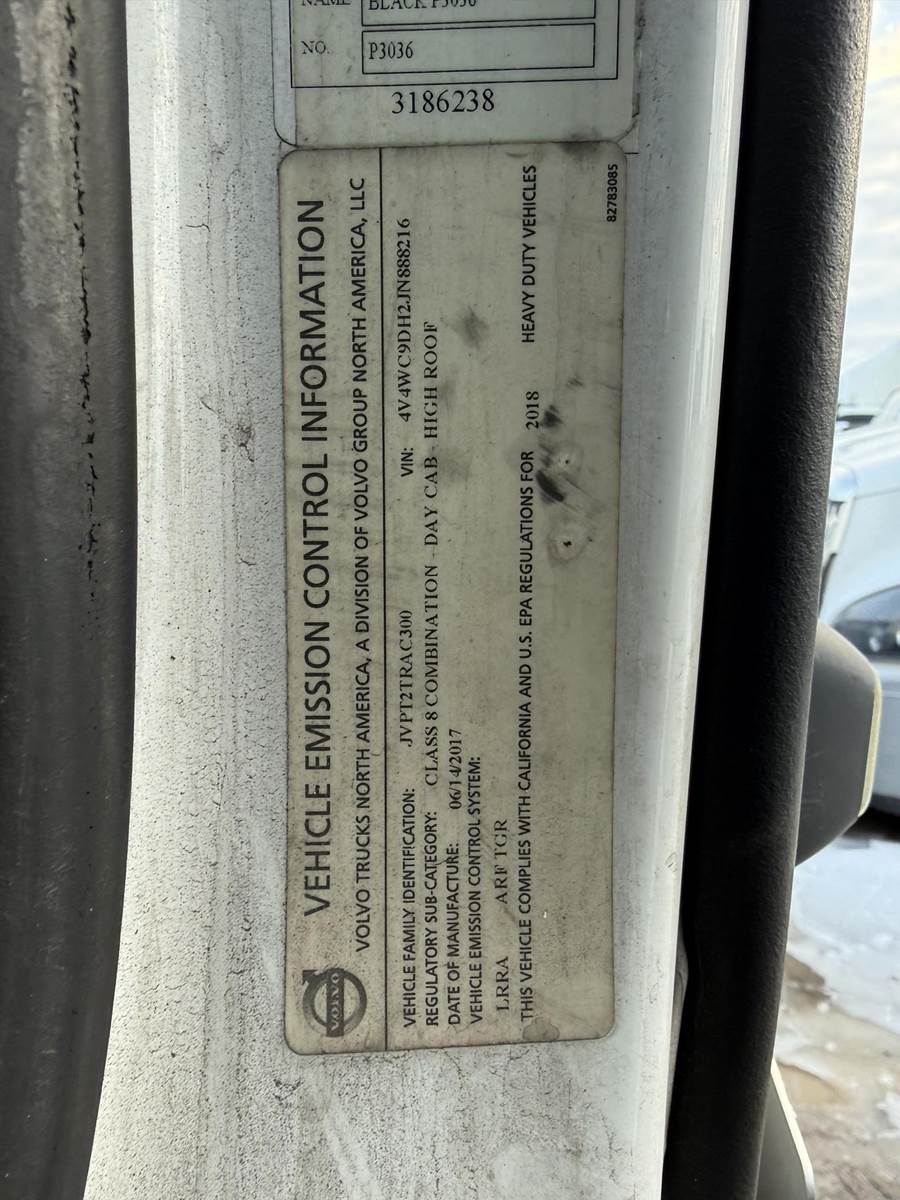 NAME BLACK P3036
NO. P3036
3186238
VOLVO
VEHICLE EMISSION CONTROL INFORMATION
VOLVO TRUCKS NORTH AMERICA, A DIVISION OF VOLVO GROUP NORTH AMERICA, LLC
VEHICLE FAMILY IDENTIFICATION: JVPT2TRAC300 VIN: 4V4WC9DH2JN888216
REGULATORY SUB-CATEGORY: CLASS 8 COMBINATION - DAY CAB - HIGH ROOF
DATE OF MANUFACTURE: 06/14/2017
VEHICLE EMISSION CONTROL SYSTEM:
LRRA ARF TGR
THIS VEHICLE COMPLIES WITH CALIFORNIA AND U.S. EPA REGULATIONS FOR 2018 HEAVY DUTY VEHICLES
82783085